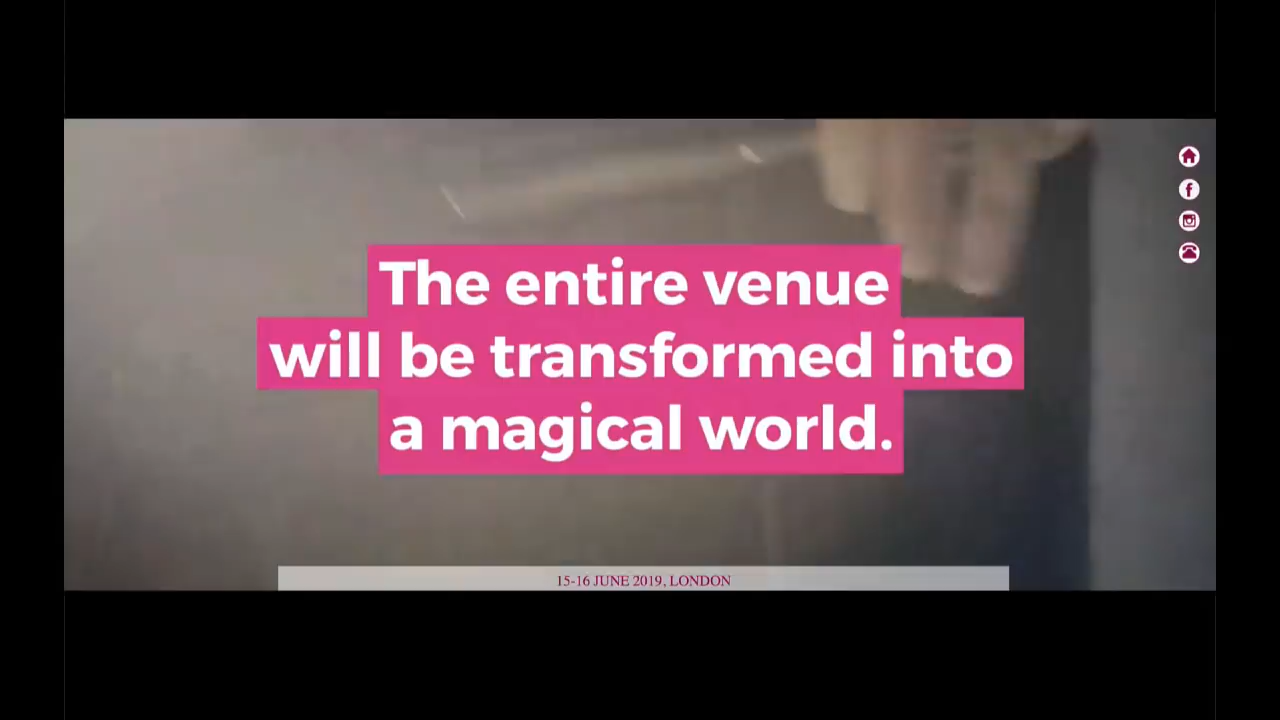 The entire venue
will be transformed into
a magical world.
15-16 JUNE 2019, LONDON